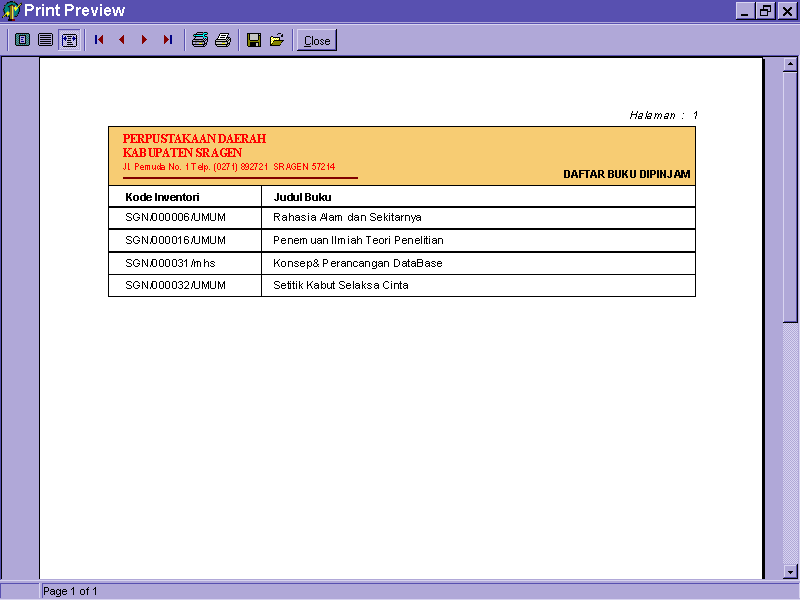 Print Preview
Close
Halaman : 1
PERPUSTAKAAN DAERAH
KABUPATEN SRAGEN
Jl. Pemuda No. 1 Telp. (0271) 892721 SRAGEN 57214
DAFTAR BUKU DIPINJAM
Kode Inventori Judul Buku
SGN/000006/UMUM Rahasia Alam dan Sekitarnya
SGN/000016/UMUM Penemuan Ilmiah Teori Penelitian
SGN/000031/mhs Konsep& Perancangan DataBase
SGN/000032/UMUM Setitik Kabut Selaksa Cinta
Page 1 of 1